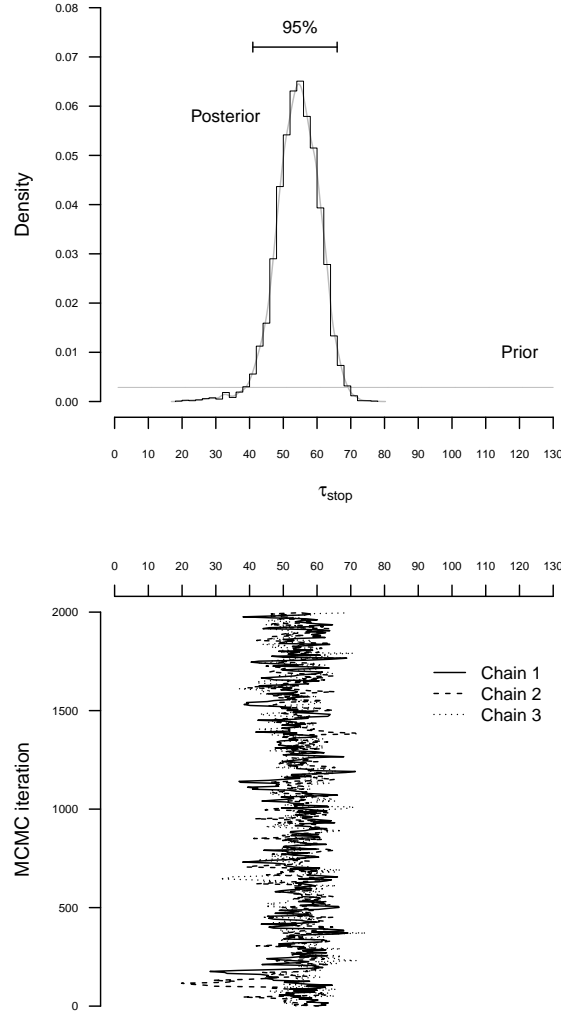 0.08
0.07
0.06
0.05
0.04
0.03
0.02
0.01
0.00
Density
95%
Posterior
Prior
0 10 20 30 40 50 60 70 80 90 100 110 120 130
τstop
0 10 20 30 40 50 60 70 80 90 100 110 120 130
2000
1500
1000
500
0
MCMC iteration
Chain 1
Chain 2
Chain 3